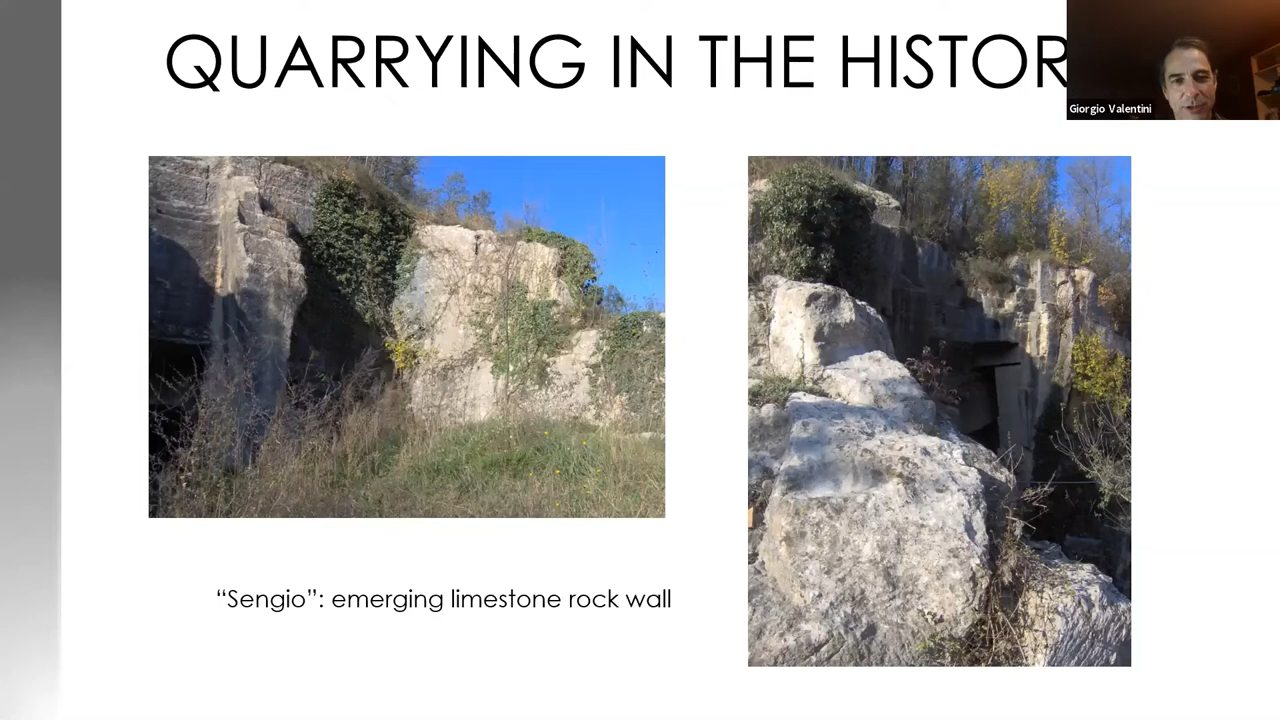 QUARRYING IN THE HISTOR
Giorgio Valentini
“Sengio”: emerging limestone rock wall